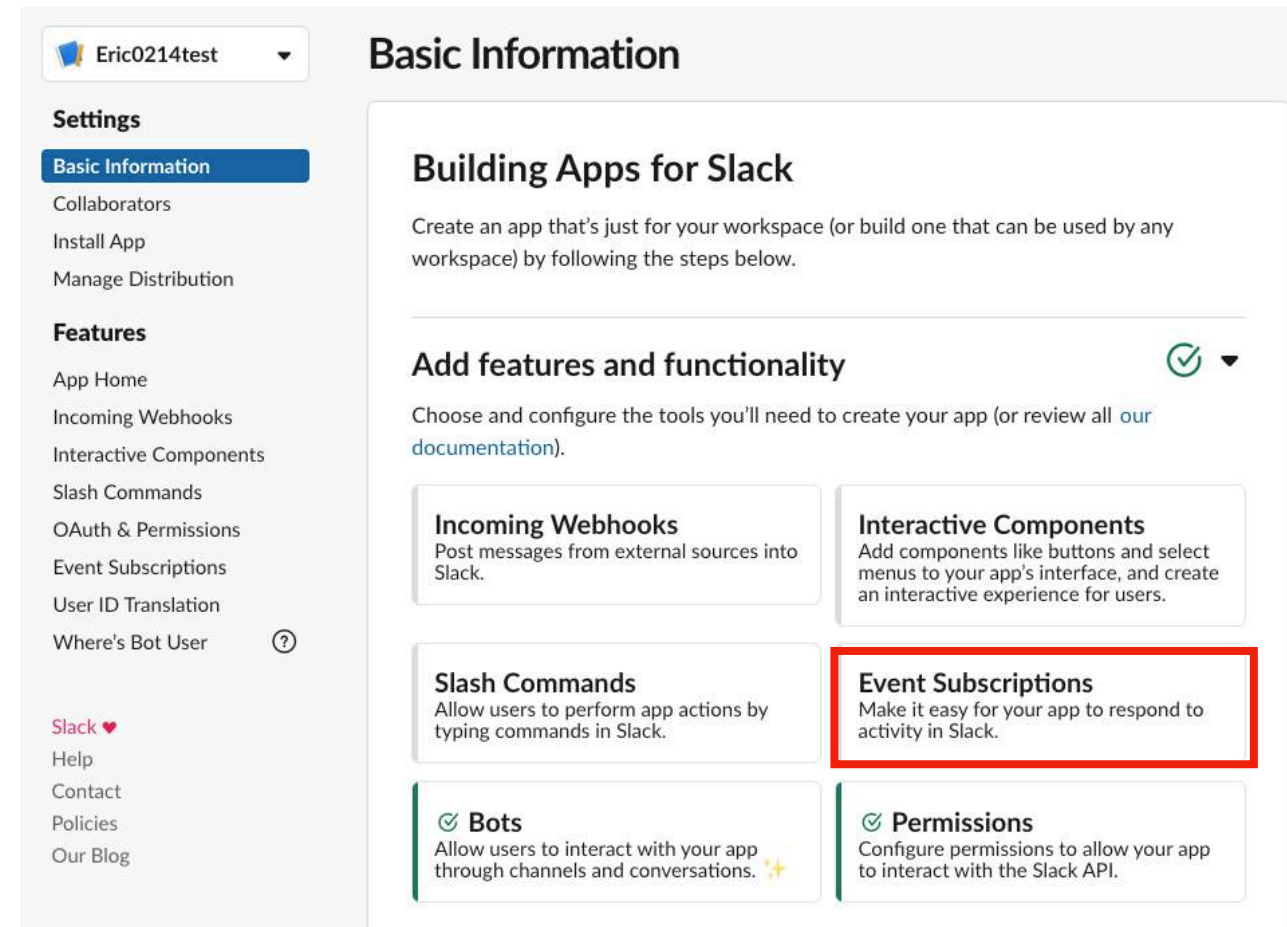 Eric0214test
Settings
Basic Information
Collaborators
Install App
Manage Distribution
Features
App Home
Incoming Webhooks
Interactive Components
Slash Commands
OAuth & Permissions
Event Subscriptions
User ID Translation
Where's Bot User
Slack ♥
Help
Contact
Policies
Our Blog
Basic Information
Building Apps for Slack
Create an app that's just for your workspace (or build one that can be used by any
workspace) by following the steps below.
Add features and functionality
Choose and configure the tools you'll need to create your app (or review all our
documentation).
Incoming Webhooks
Post messages from external sources into
Slack.
Interactive Components
Add components like buttons and select
menus to your app's interface, and create
an interactive experience for users.
Slash Commands
Allow users to perform app actions by
typing commands in Slack.
Event Subscriptions
Make it easy for your app to respond to
activity in Slack.
Bots
Allow users to interact with your app
through channels and conversations. ✨
Permissions
Configure permissions to allow your app
to interact with the Slack API.